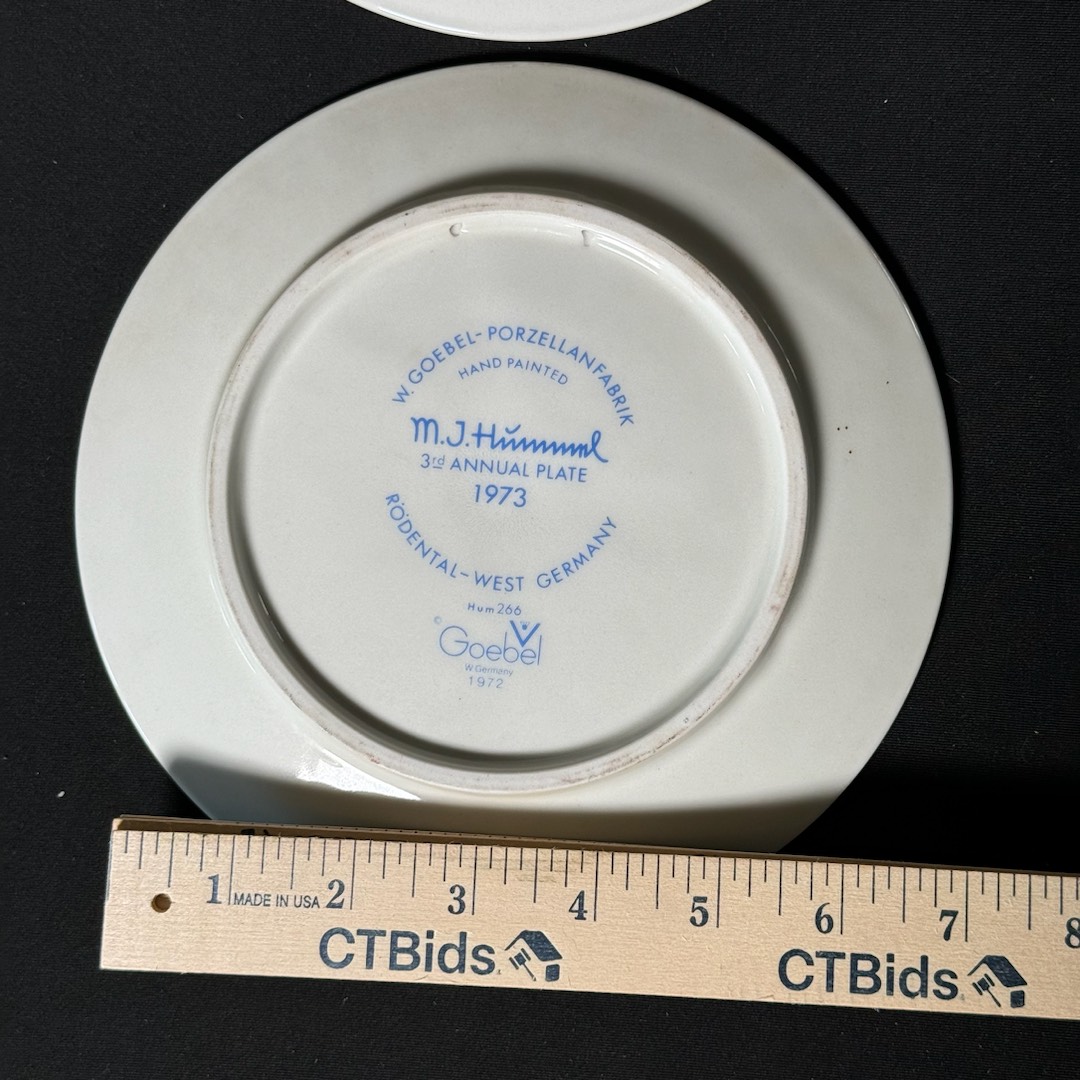 W. GOEBEL-PORZELLANFABRIK
HAND PAINTED
M.J.Hummel
3rd ANNUAL PLATE
1973
RÖDENTAL-WEST GERMANY
Hum 266
© Goebel
W. Germany
1972
1 MADE IN USA 2 3 4 5 6 7 8
CTBids. CTBids.